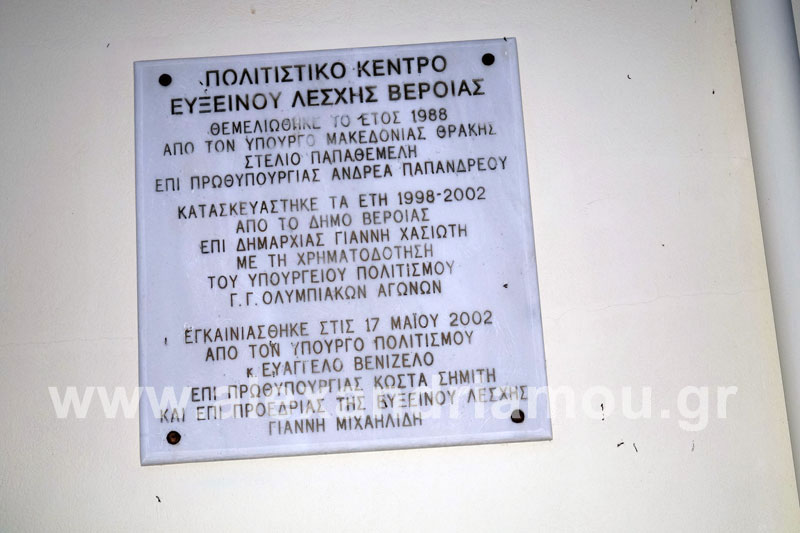 ΠΟΛΙΤΙΣΤΙΚΟ ΚΕΝΤΡΟ
ΕΥΞΕΙΝΟΥ ΛΕΣΧΗΣ ΒΕΡΟΙΑΣ
ΘΕΜΕΛΙΩΘΗΚΕ ΤΟ ΕΤΟΣ 1988
ΑΠΟ ΤΟΝ ΥΠΟΥΡΓΟ ΜΑΚΕΔΟΝΙΑΣ ΘΡΑΚΗΣ
ΣΤΕΛΙΟ ΠΑΠΑΘΕΜΕΛΗ
ΕΠΙ ΠΡΩΘΥΠΟΥΡΓΙΑΣ ΑΝΔΡΕΑ ΠΑΠΑΝΔΡΕΟΥ
ΚΑΤΑΣΚΕΥΑΣΤΗΚΕ ΤΑ ΕΤΗ 1998-2002
ΑΠΟ ΤΟ ΔΗΜΟ ΒΕΡΟΙΑΣ
ΕΠΙ ΔΗΜΑΡΧΙΑΣ ΓΙΑΝΝΗ ΧΑΣΙΩΤΗ
ΜΕ ΤΗ ΧΡΗΜΑΤΟΔΟΤΗΣΗ
ΤΟΥ ΥΠΟΥΡΓΕΙΟΥ ΠΟΛΙΤΙΣΜΟΥ
Γ.Γ. ΟΛΥΜΠΙΑΚΩΝ ΑΓΩΝΩΝ
ΕΓΚΑΙΝΙΑΣΘΗΚΕ ΣΤΙΣ 17 ΜΑΪΟΥ 2002
ΑΠΟ ΤΟΝ ΥΠΟΥΡΓΟ ΠΟΛΙΤΙΣΜΟΥ
κ. ΕΥΑΓΓΕΛΟ ΒΕΝΙΖΕΛΟ
ΕΠΙ ΠΡΩΘΥΠΟΥΡΓΙΑΣ ΚΩΣΤΑ ΣΗΜΙΤΗ
ΚΑΙ ΕΠΙ ΠΡΟΕΔΡΙΑΣ ΤΗΣ ΕΥΞΕΙΝΟΥ ΛΕΣΧΗΣ
ΓΙΑΝΝΗ ΜΙΧΑΗΛΙΔΗ
www.alexandriamou.gr